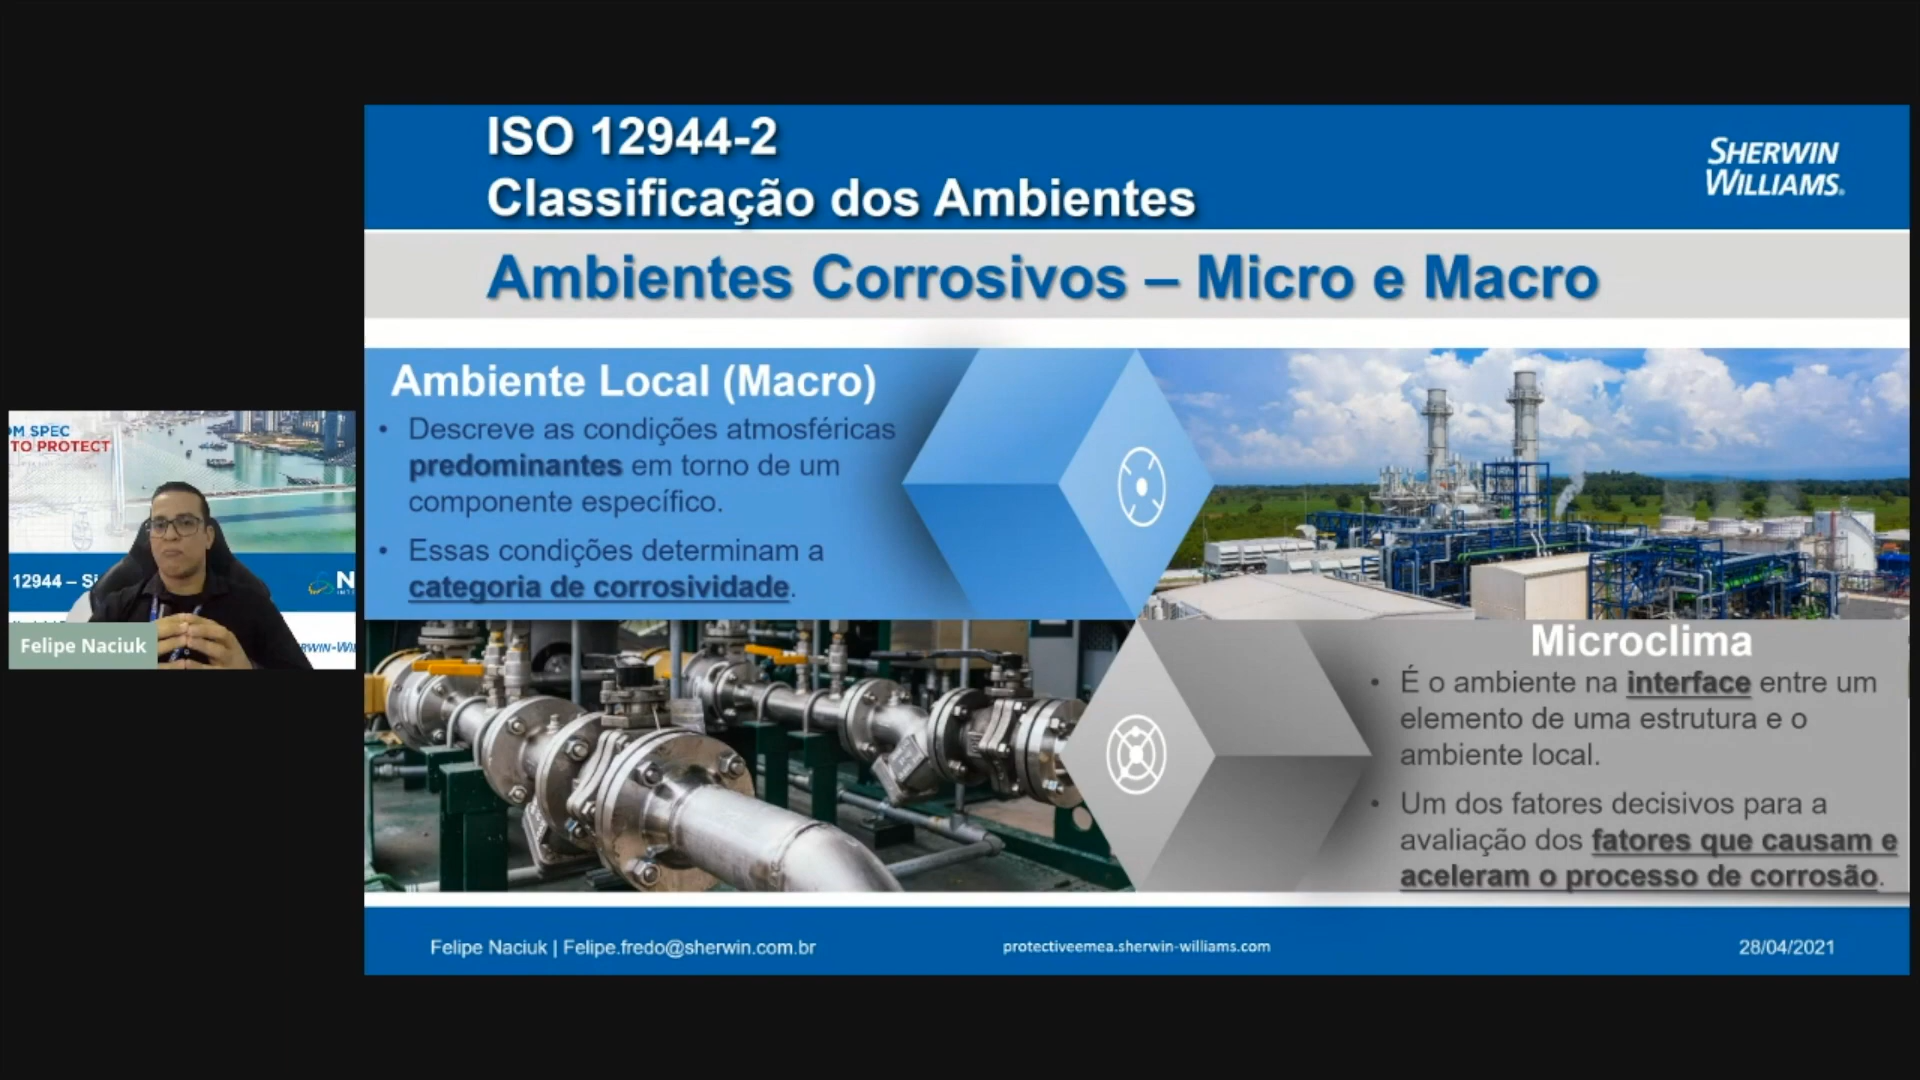 ISO 12944-2
Classificação dos Ambientes
SHERWIN
WILLIAMS.
Ambientes Corrosivos – Micro e Macro
Ambiente Local (Macro)
• Descreve as condições atmosféricas
predominantes em torno de um
componente específico.
• Essas condições determinam a
categoria de corrosividade.
Microclima
• É o ambiente na interface entre um
elemento de uma estrutura e o
ambiente local.
• Um dos fatores decisivos para a
avaliação dos fatores que causam e
aceleram o processo de corrosão.
Felipe Naciuk | Felipe.fredo@sherwin.com.br
protectiveemea.sherwin-williams.com
28/04/2021
SPEC
TO PROTECT
12944 – Si
N
Felipe Naciuk